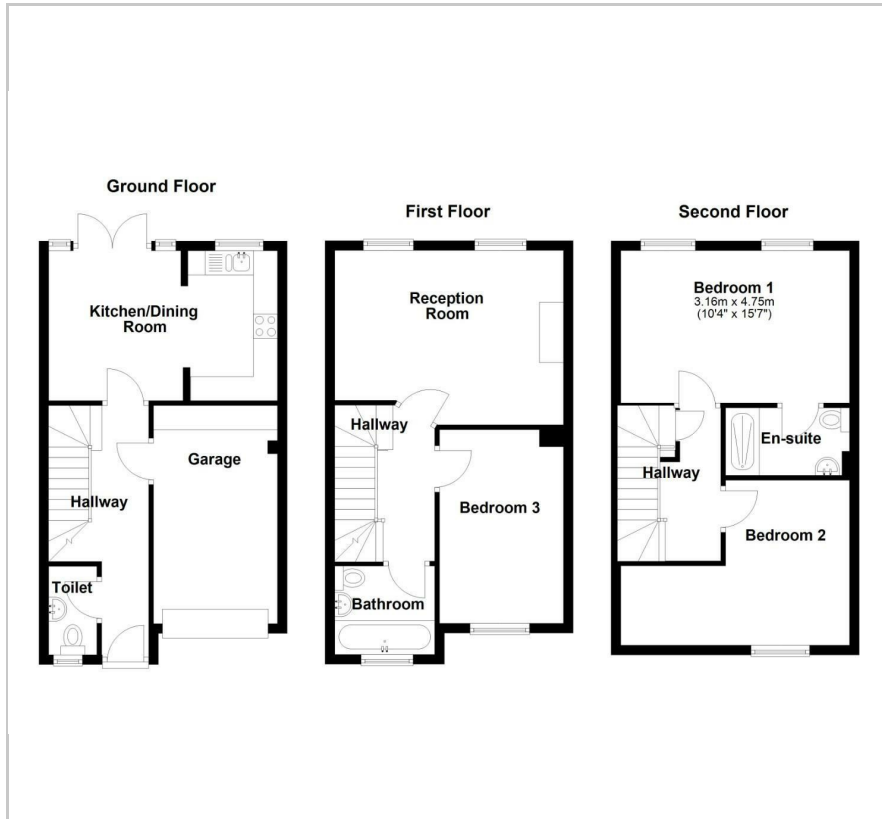 Ground Floor
Kitchen/Dining
Room
Garage
Hallway
Toilet
First Floor
Reception
Room
Hallway
Bedroom 3
Bathroom
Second Floor
Bedroom 1
3.16m x 4.75m
(10'4" x 15'7")
En-suite
Hallway
Bedroom 2